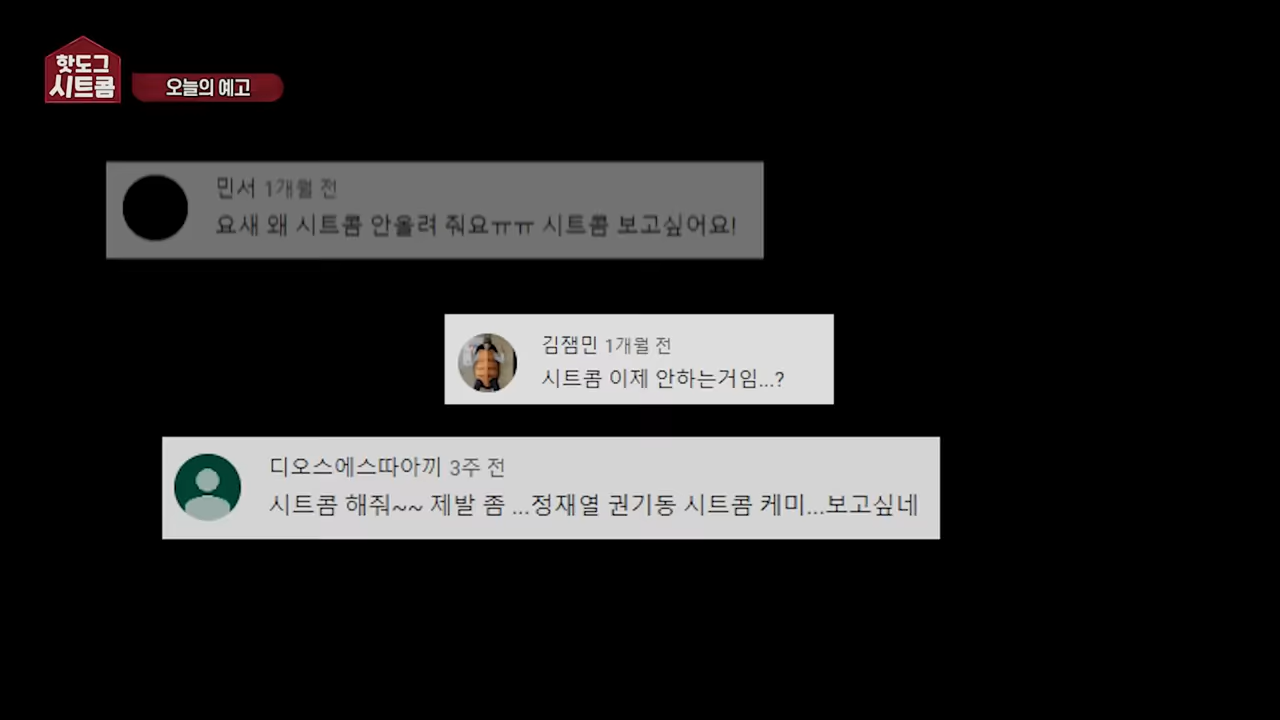 핫도그
시트콤
오늘의 예고
민서 1개월 전
요새 왜 시트콤 안올려 줘요ㅠㅠ 시트콤 보고싶어요!
김잼민 1개월 전
시트콤 이제 안하는거임...?
디오스에스따아끼 3주 전
시트콤 해줘~~ 제발 좀 ...정재열 권기동 시트콤 케미...보고싶네